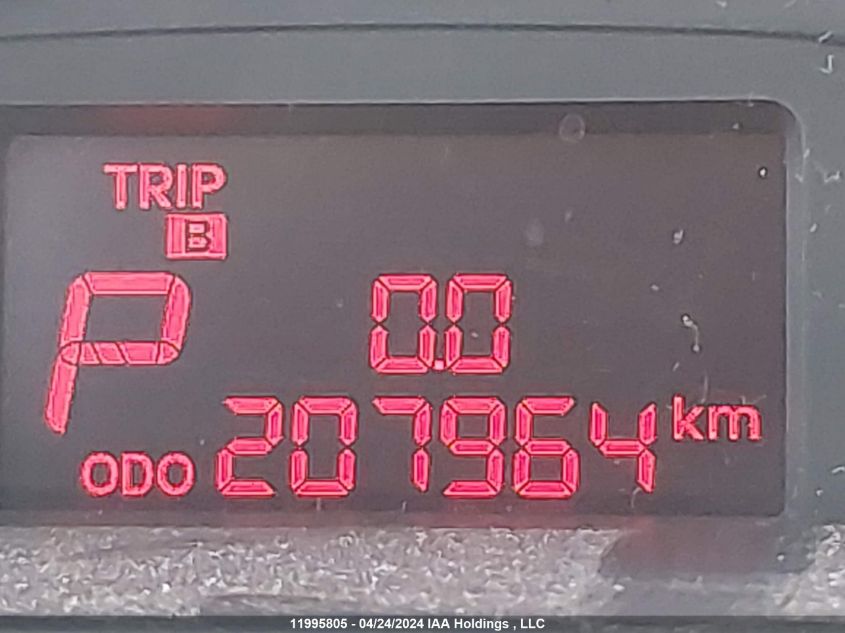 TRIP
B
P
0.0
ODO 207964 km
11995805 - 04/24/2024 IAA Holdings , LLC